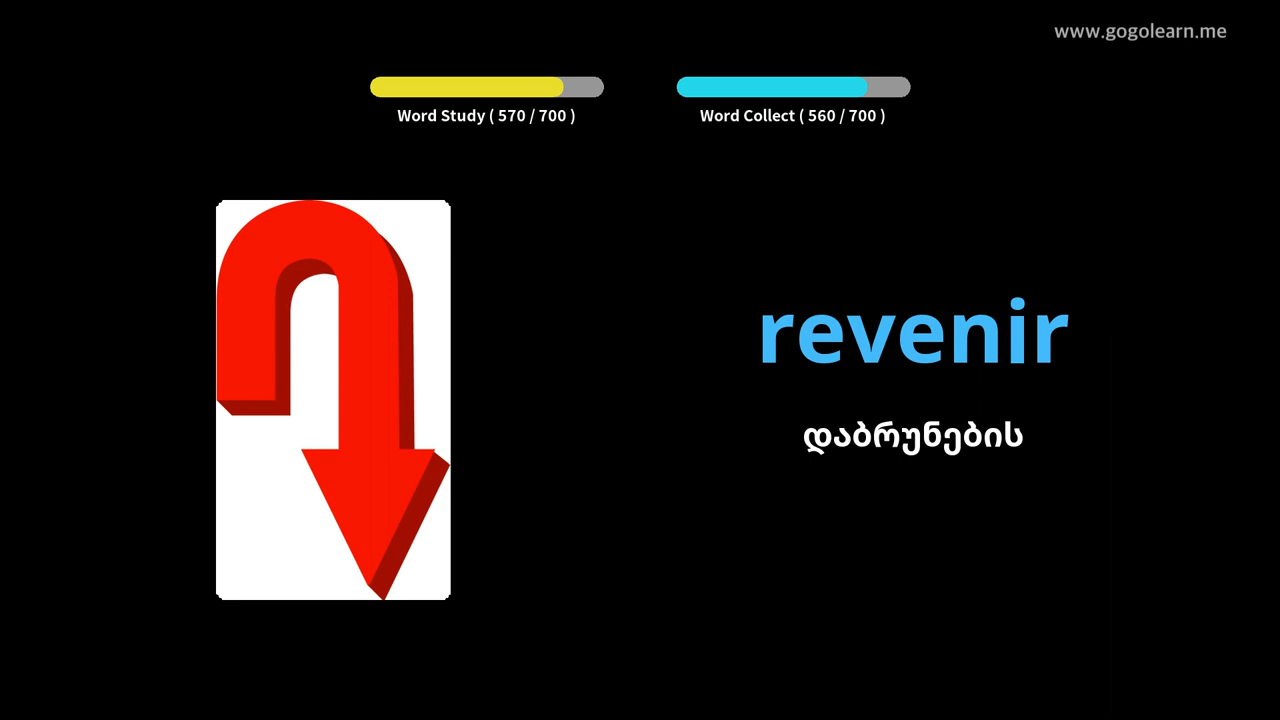 www.gogolearn.me
Word Study ( 570 / 700 )
Word Collect ( 560 / 700 )
revenir
დაბრუნების